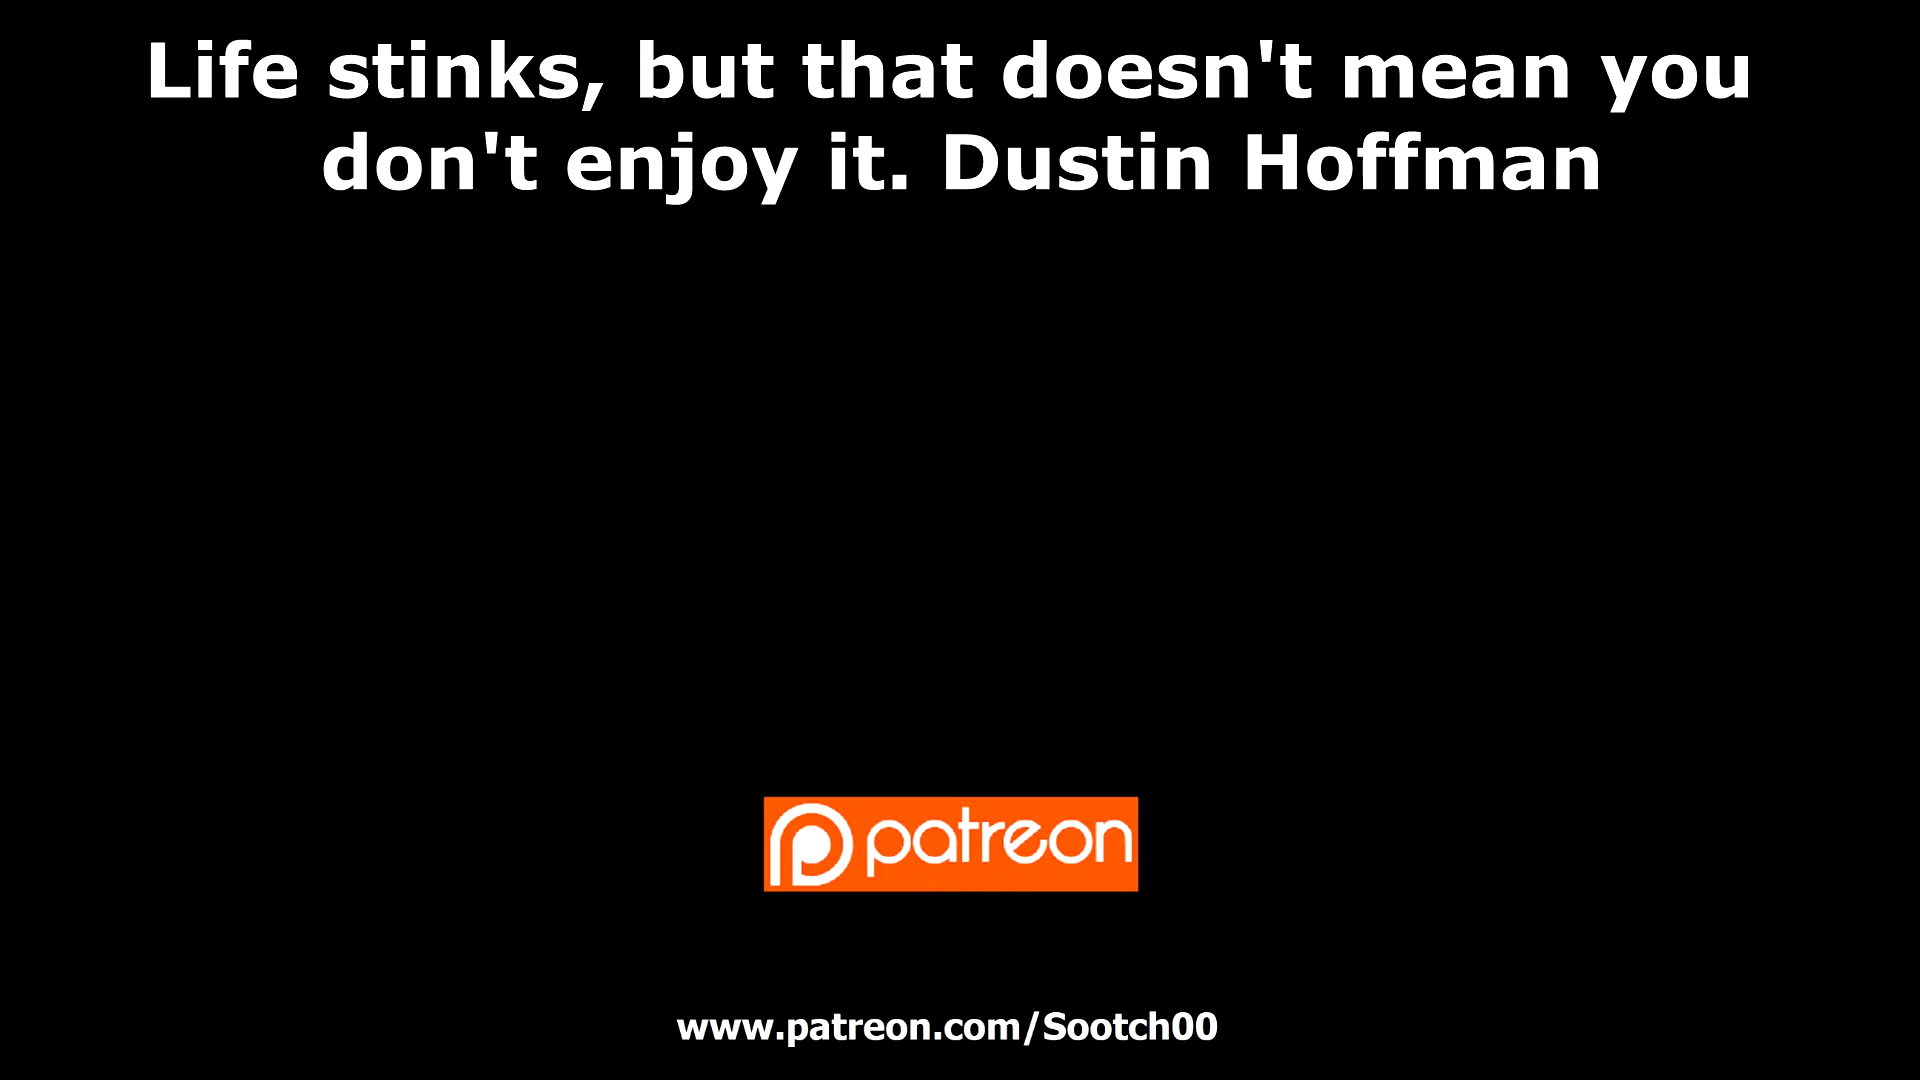 Life stinks, but that doesn't mean you
don't enjoy it. Dustin Hoffman
patreon
www.patreon.com/Sootch00